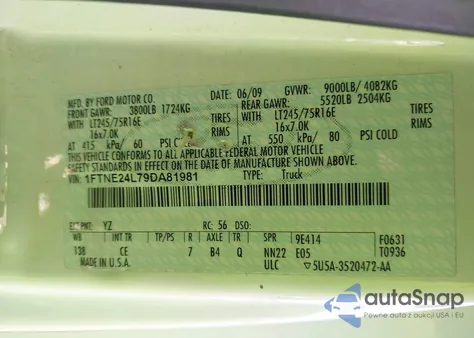 MFD. BY FORD MOTOR CO.
06/09 GVWR: 9000LB/ 4082KG
FRONT GAWR: 3800LB 1724KG
REAR GAWR: 5520LB 2504KG
WITH LT245/75R16E TIRES
WITH LT245/75R16E TIRES
16x7.0K RIMS
16x7.0K RIMS
AT 415 kPa/ 60 PSI COLD
AT 550 kPa/ 80 PSI COLD
THIS VEHICLE CONFORMS TO ALL APPLICABLE FEDERAL MOTOR VEHICLE
SAFETY STANDARDS IN EFFECT ON THE DATE OF MANUFACTURE SHOWN ABOVE.
VIN: 1FTNE24L79DA81981
TYPE: Truck
EXT PNT: YZ RC: 56 DSO:
WB INT TR TP/PS R AXLE TR SPR 9E414 F0631
138 CE 7 B4 Q NN22 E05 T0936
MADE IN U.S.A. ULC 5U5A-3520472-AA
autoSnap
Pewne auta z aukcji USA i EU